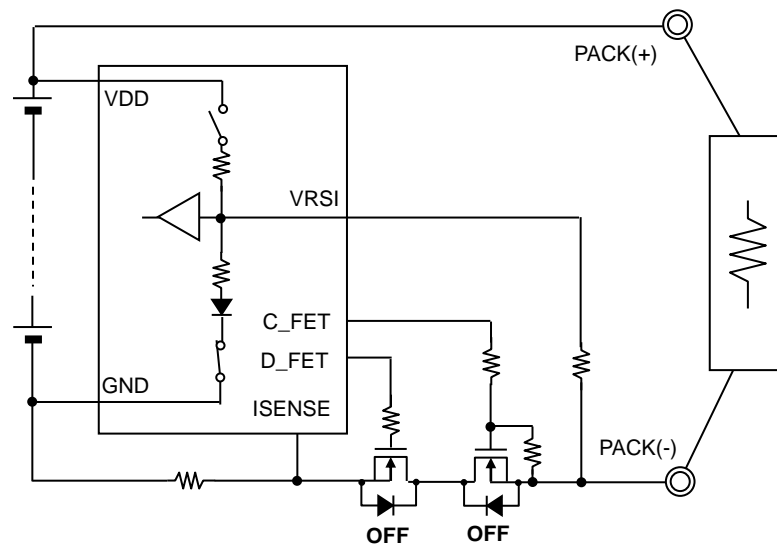 PACK(+)
VDD
VRSI
C_FET
D_FET
GND
ISENSE
PACK(-)
OFF
OFF